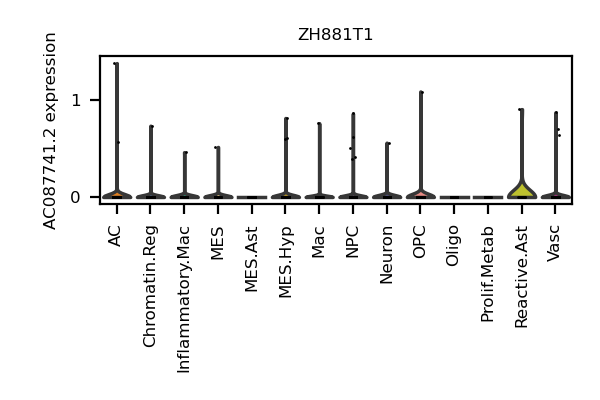 ZH881T1
AC087741.2 expression
1
0
AC
Chromatin.Reg
Inflammatory.Mac
MES
MES.Ast
MES.Hyp
Mac
NPC
Neuron
OPC
Oligo
Prolif.Metab
Reactive.Ast
Vasc